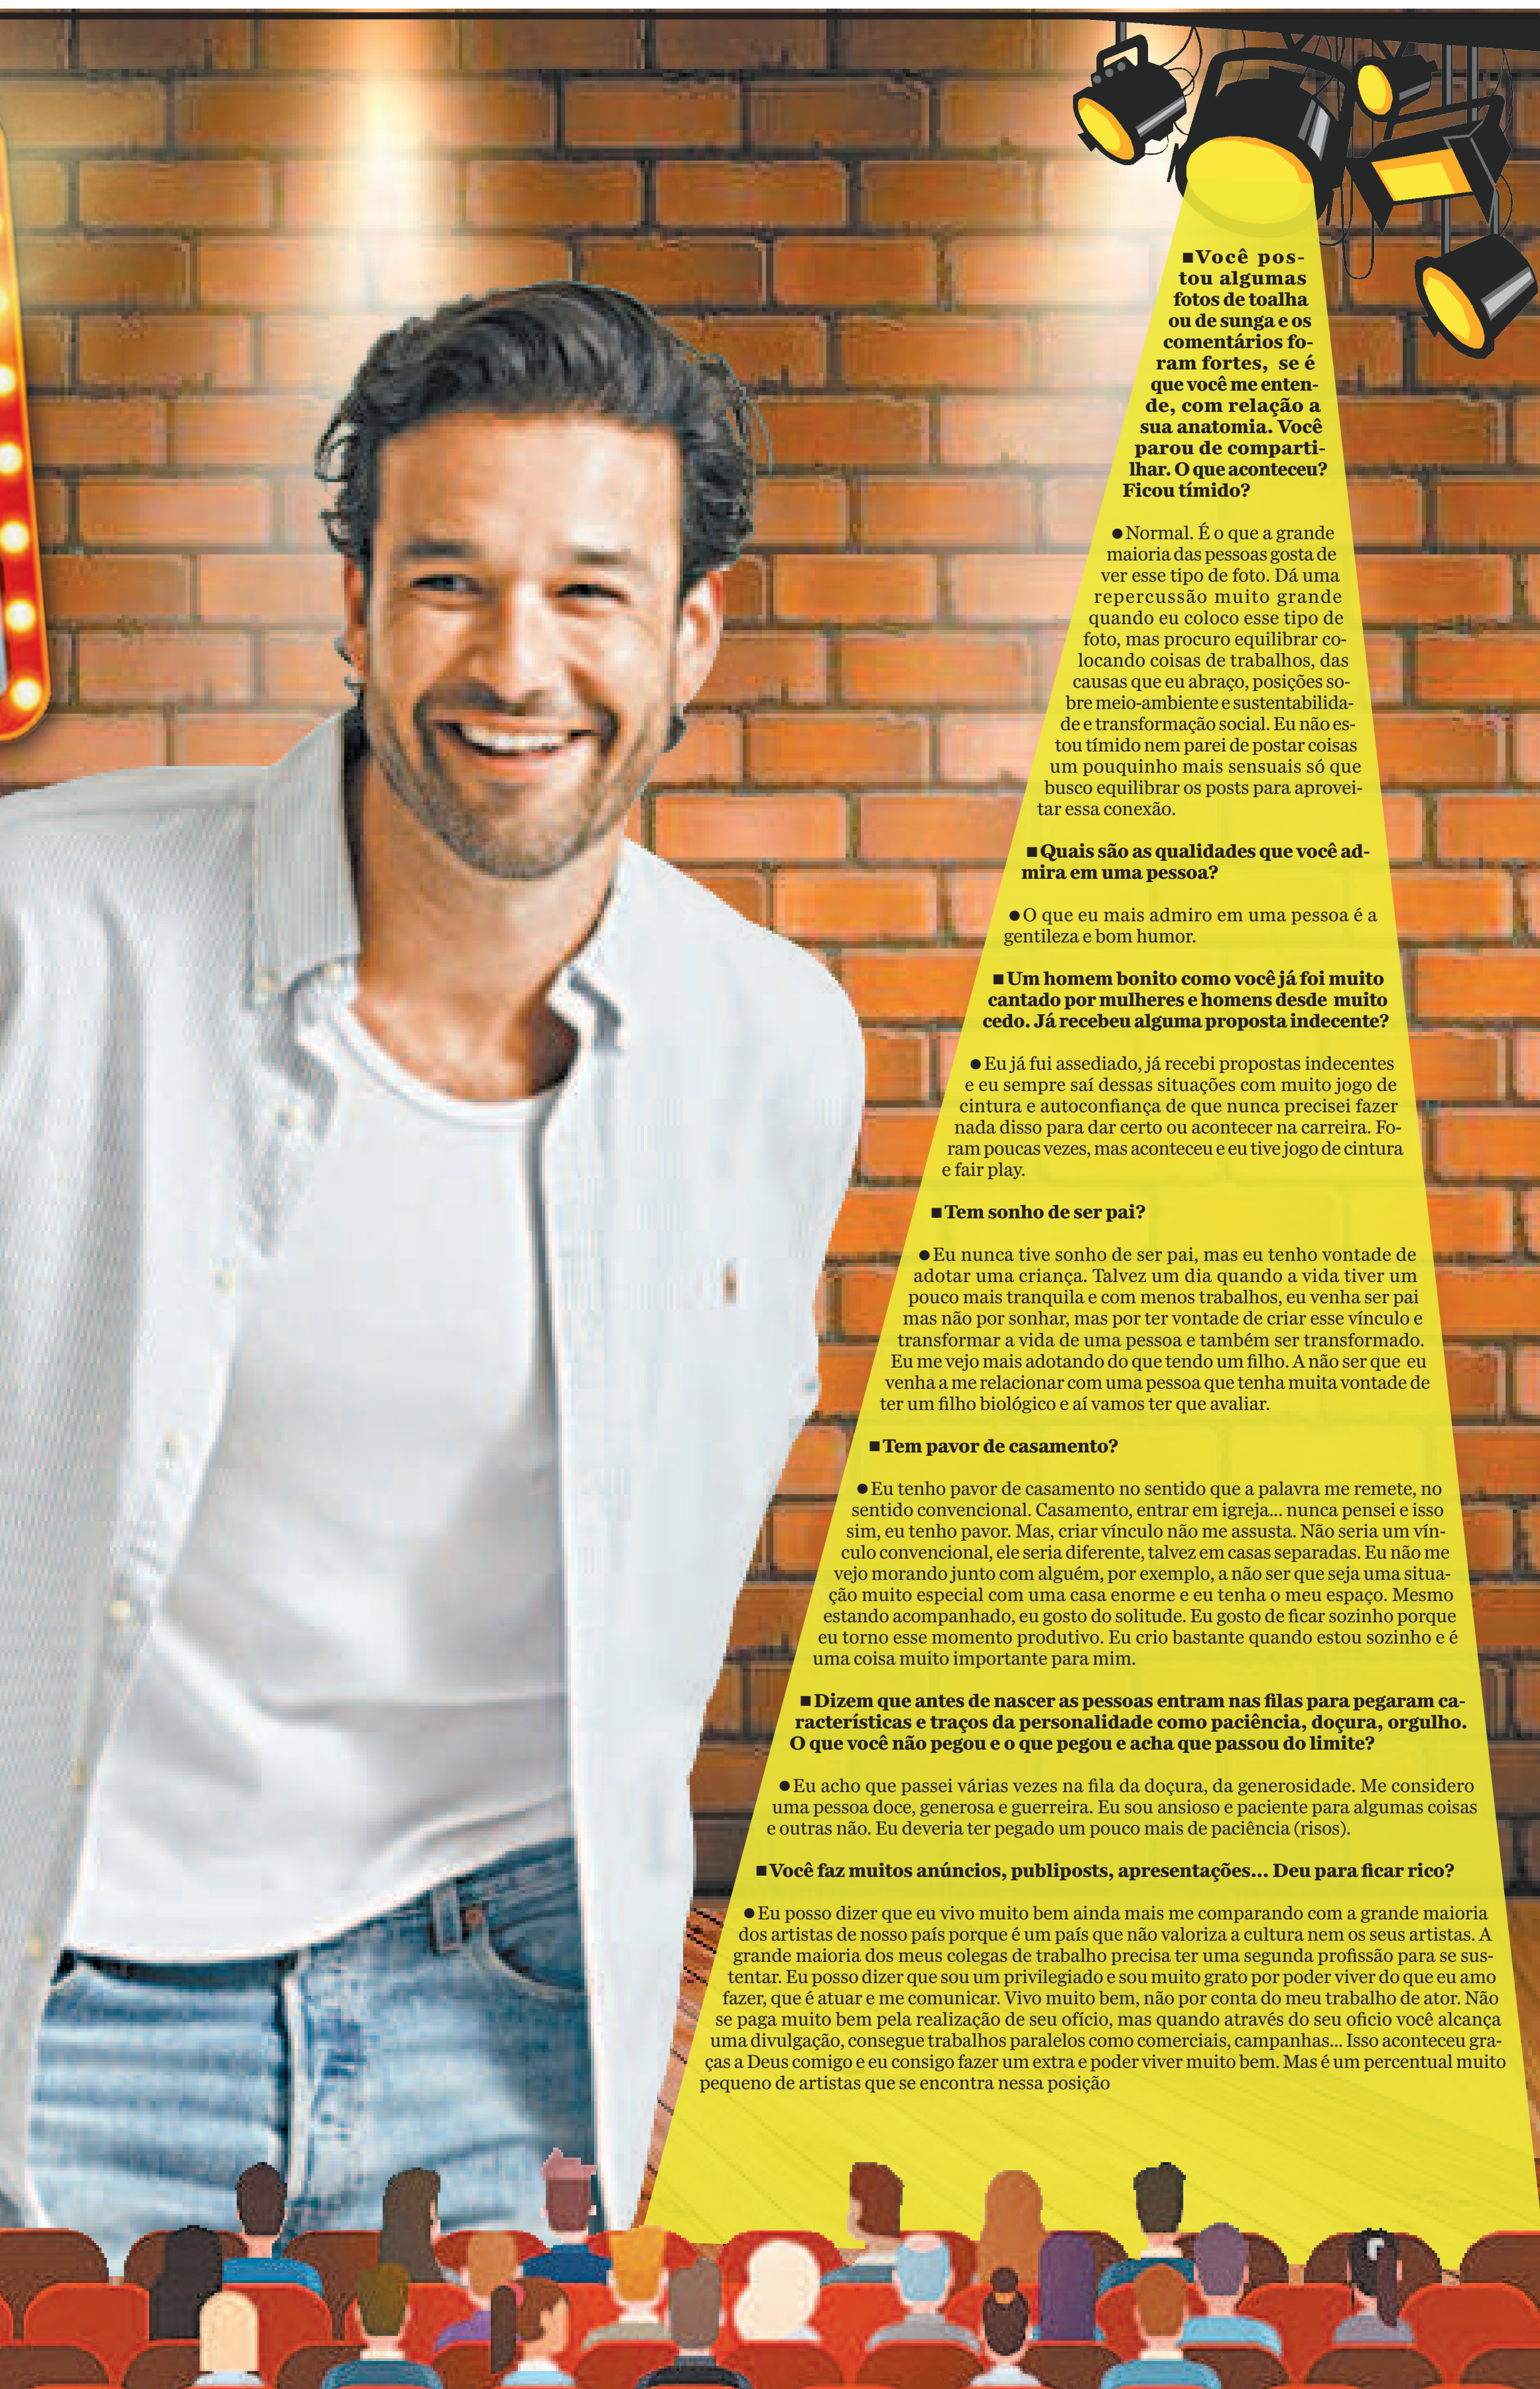 ■Você pos-
tou algumas
fotos de toalha
ou de sunga e os
comentários fo-
ram fortes, se é
que você me enten-
de, com relação a
sua anatomia. Você
parou de comparti-
lhar. O que aconteceu?
Ficou tímido?
●Normal. É o que a grande
maioria das pessoas gosta de
ver esse tipo de foto. Dá uma
repercussão muito grande
quando eu coloco esse tipo de
foto, mas procuro equilibrar co-
locando coisas de trabalhos, das
causas que eu abraço, posições so-
bre meio-ambiente e sustentabilida-
de e transformação social. Eu não es-
tou tímido nem parei de postar coisas
um pouquinho mais sensuais só que
busco equilibrar os posts para aprovei-
tar essa conexão.
■Quais são as qualidades que você ad-
mira em uma pessoa?
●O que eu mais admiro em uma pessoa é a
gentileza e bom humor.
■Um homem bonito como você já foi muito
cantado por mulheres e homens desde muito
cedo. Já recebeu alguma proposta indecente?
●Eu já fui assediado, já recebi propostas indecentes
e eu sempre saí dessas situações com muito jogo de
cintura e autoconfiança de que nunca precisei fazer
nada disso para dar certo ou acontecer na carreira. Fo-
ram poucas vezes, mas aconteceu e eu tive jogo de cintura
e fair play.
■Tem sonho de ser pai?
●Eu nunca tive sonho de ser pai, mas eu tenho vontade de
adotar uma criança. Talvez um dia quando a vida tiver um
pouco mais tranquila e com menos trabalhos, eu venha ser pai
mas não por sonhar, mas por ter vontade de criar esse vínculo e
transformar a vida de uma pessoa e também ser transformado.
Eu me vejo mais adotando do que tendo um filho. A não ser que eu
venha a me relacionar com uma pessoa que tenha muita vontade de
ter um filho biológico e aí vamos ter que avaliar.
■Tem pavor de casamento?
●Eu tenho pavor de casamento no sentido que a palavra me remete, no
sentido convencional. Casamento, entrar em igreja... nunca pensei e isso
sim, eu tenho pavor. Mas, criar vínculo não me assusta. Não seria um vín-
culo convencional, ele seria diferente, talvez em casas separadas. Eu não me
vejo morando junto com alguém, por exemplo, a não ser que seja uma situa-
ção muito especial com uma casa enorme e eu tenha o meu espaço. Mesmo
estando acompanhado, eu gosto do solitude. Eu gosto de ficar sozinho porque
eu torno esse momento produtivo. Eu crio bastante quando estou sozinho e é
uma coisa muito importante para mim.
■Dizem que antes de nascer as pessoas entram nas filas para pegaram ca-
racterísticas e traços da personalidade como paciência, doçura, orgulho.
O que você não pegou e o que pegou e acha que passou do limite?
●Eu acho que passei várias vezes na fila da doçura, da generosidade. Me considero
uma pessoa doce, generosa e guerreira. Eu sou ansioso e paciente para algumas coisas
e outras não. Eu deveria ter pegado um pouco mais de paciência (risos).
■Você faz muitos anúncios, publiposts, apresentações... Deu para ficar rico?
●Eu posso dizer que eu vivo muito bem ainda mais me comparando com a grande maioria
dos artistas de nosso país porque é um país que não valoriza a cultura nem os seus artistas. A
grande maioria dos meus colegas de trabalho precisa ter uma segunda profissão para se sus-
tentar. Eu posso dizer que sou um privilegiado e sou muito grato por poder viver do que eu amo
fazer, que é atuar e me comunicar. Vivo muito bem, não por conta do meu trabalho de ator. Não
se paga muito bem pela realização de seu ofício, mas quando através do seu oficio você alcança
uma divulgação, consegue trabalhos paralelos como comerciais, campanhas... Isso aconteceu gra-
ças a Deus comigo e eu consigo fazer um extra e poder viver muito bem. Mas é um percentual muito
pequeno de artistas que se encontra nessa posição